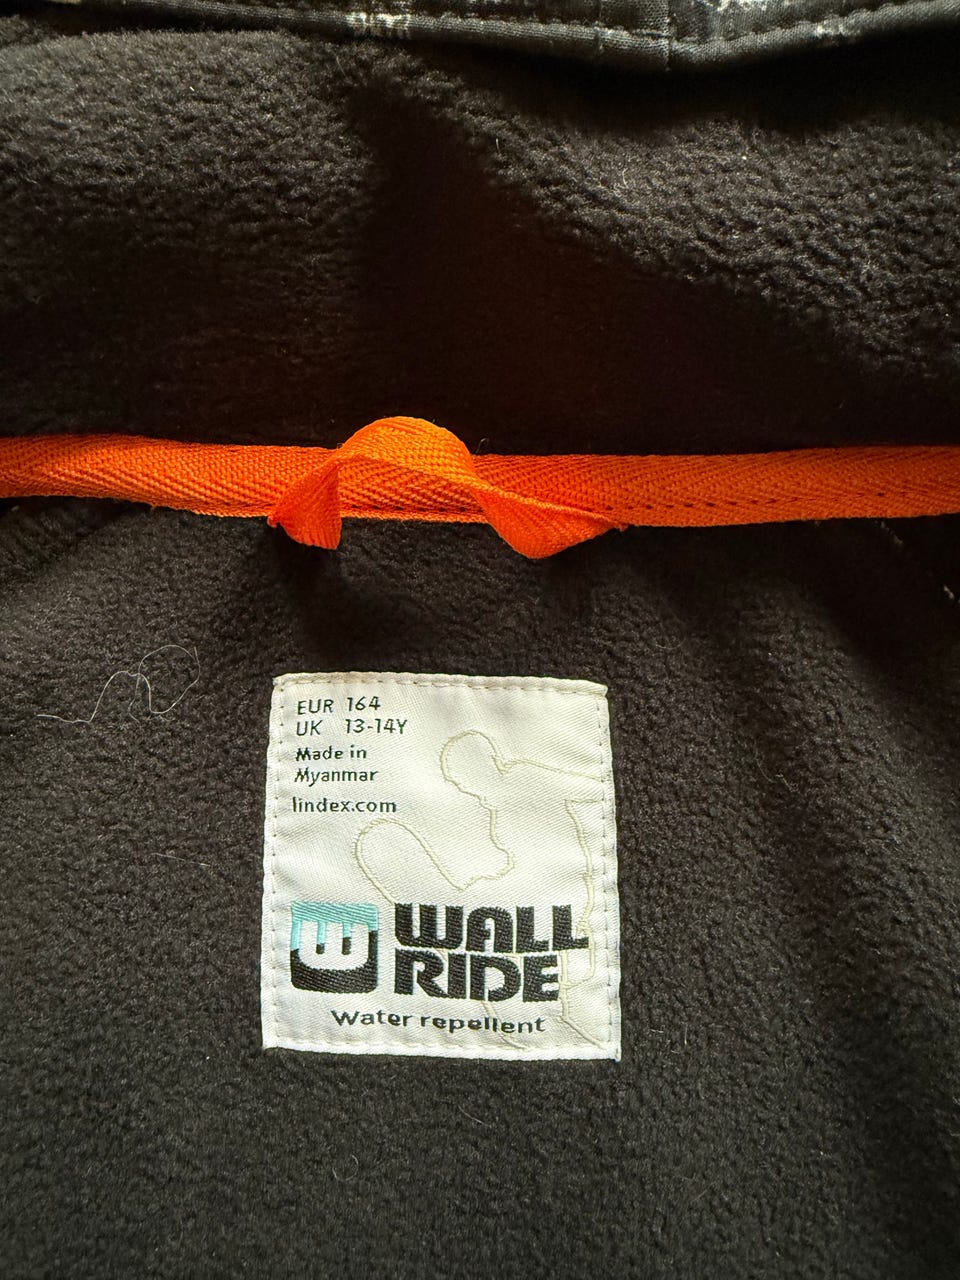 EUR 164
UK 13-14Y
Made in
Myanmar
lindex.com
WALL
RIDE
Water repellent